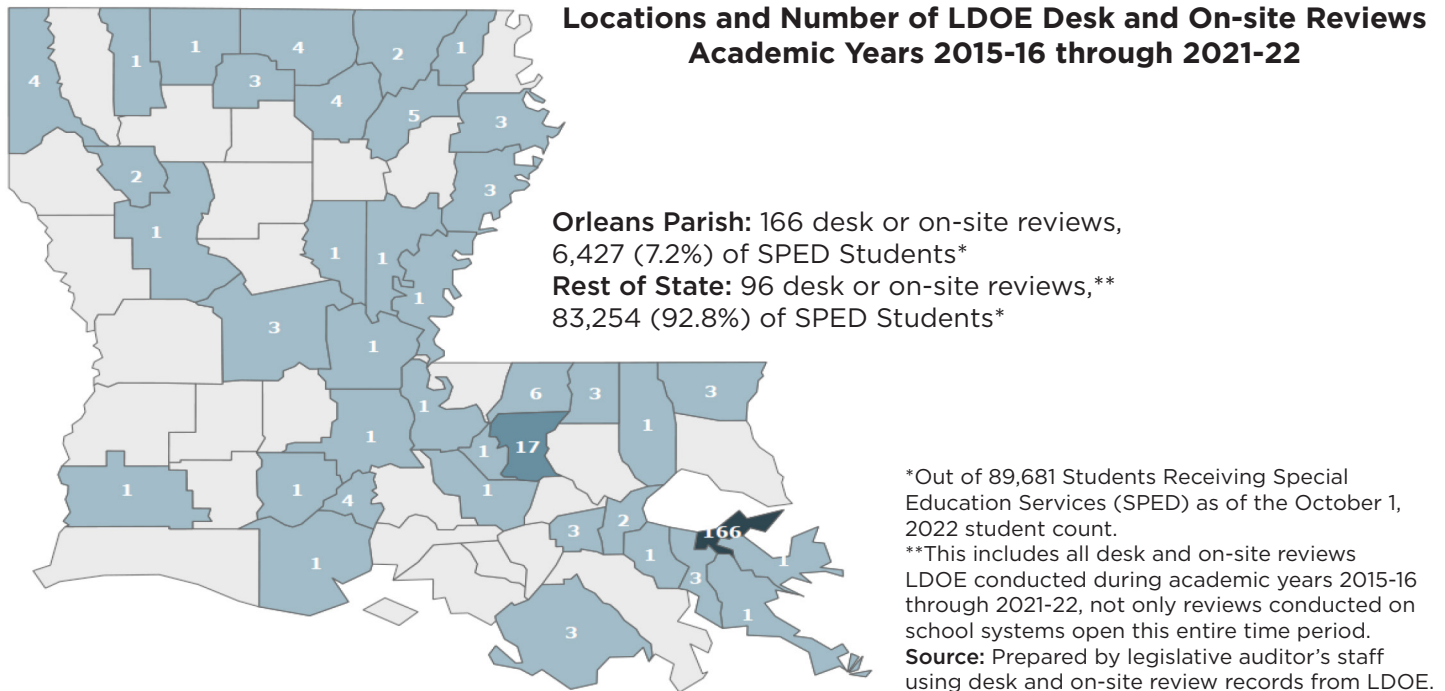 Locations and Number of LDOE Desk and On-site Reviews
Academic Years 2015-16 through 2021-22
4
1
1
4
2
1
3
4
5
3
2
3
1
1
1
1
3
1
6
3
1
3
1
1
1
17
1
1
1
4
1
3
2
166
1
1
3
1
3
Orleans Parish: 166 desk or on-site reviews,
6,427 (7.2%) of SPED Students*
Rest of State: 96 desk or on-site reviews,**
83,254 (92.8%) of SPED Students*
*Out of 89,681 Students Receiving Special
Education Services (SPED) as of the October 1,
2022 student count.
**This includes all desk and on-site reviews
LDOE conducted during academic years 2015-16
through 2021-22, not only reviews conducted on
school systems open this entire time period.
Source: Prepared by legislative auditor’s staff
using desk and on-site review records from LDOE.